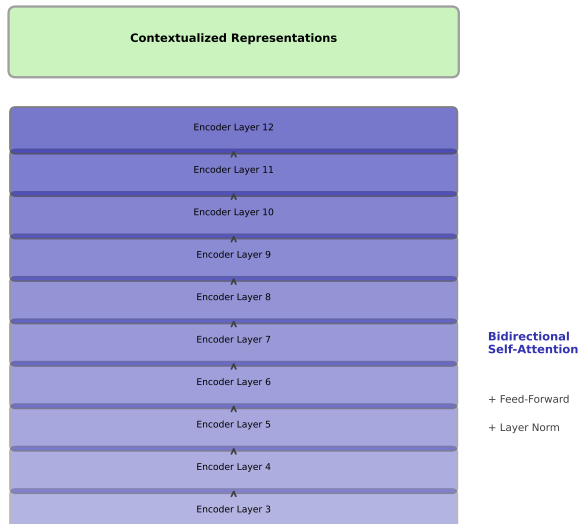 Contextualized Representations
Encoder Layer 12
Encoder Layer 11
Encoder Layer 10
Encoder Layer 9
Encoder Layer 8
Encoder Layer 7
Encoder Layer 6
Encoder Layer 5
Encoder Layer 4
Encoder Layer 3
Bidirectional
Self-Attention
+ Feed-Forward
+ Layer Norm